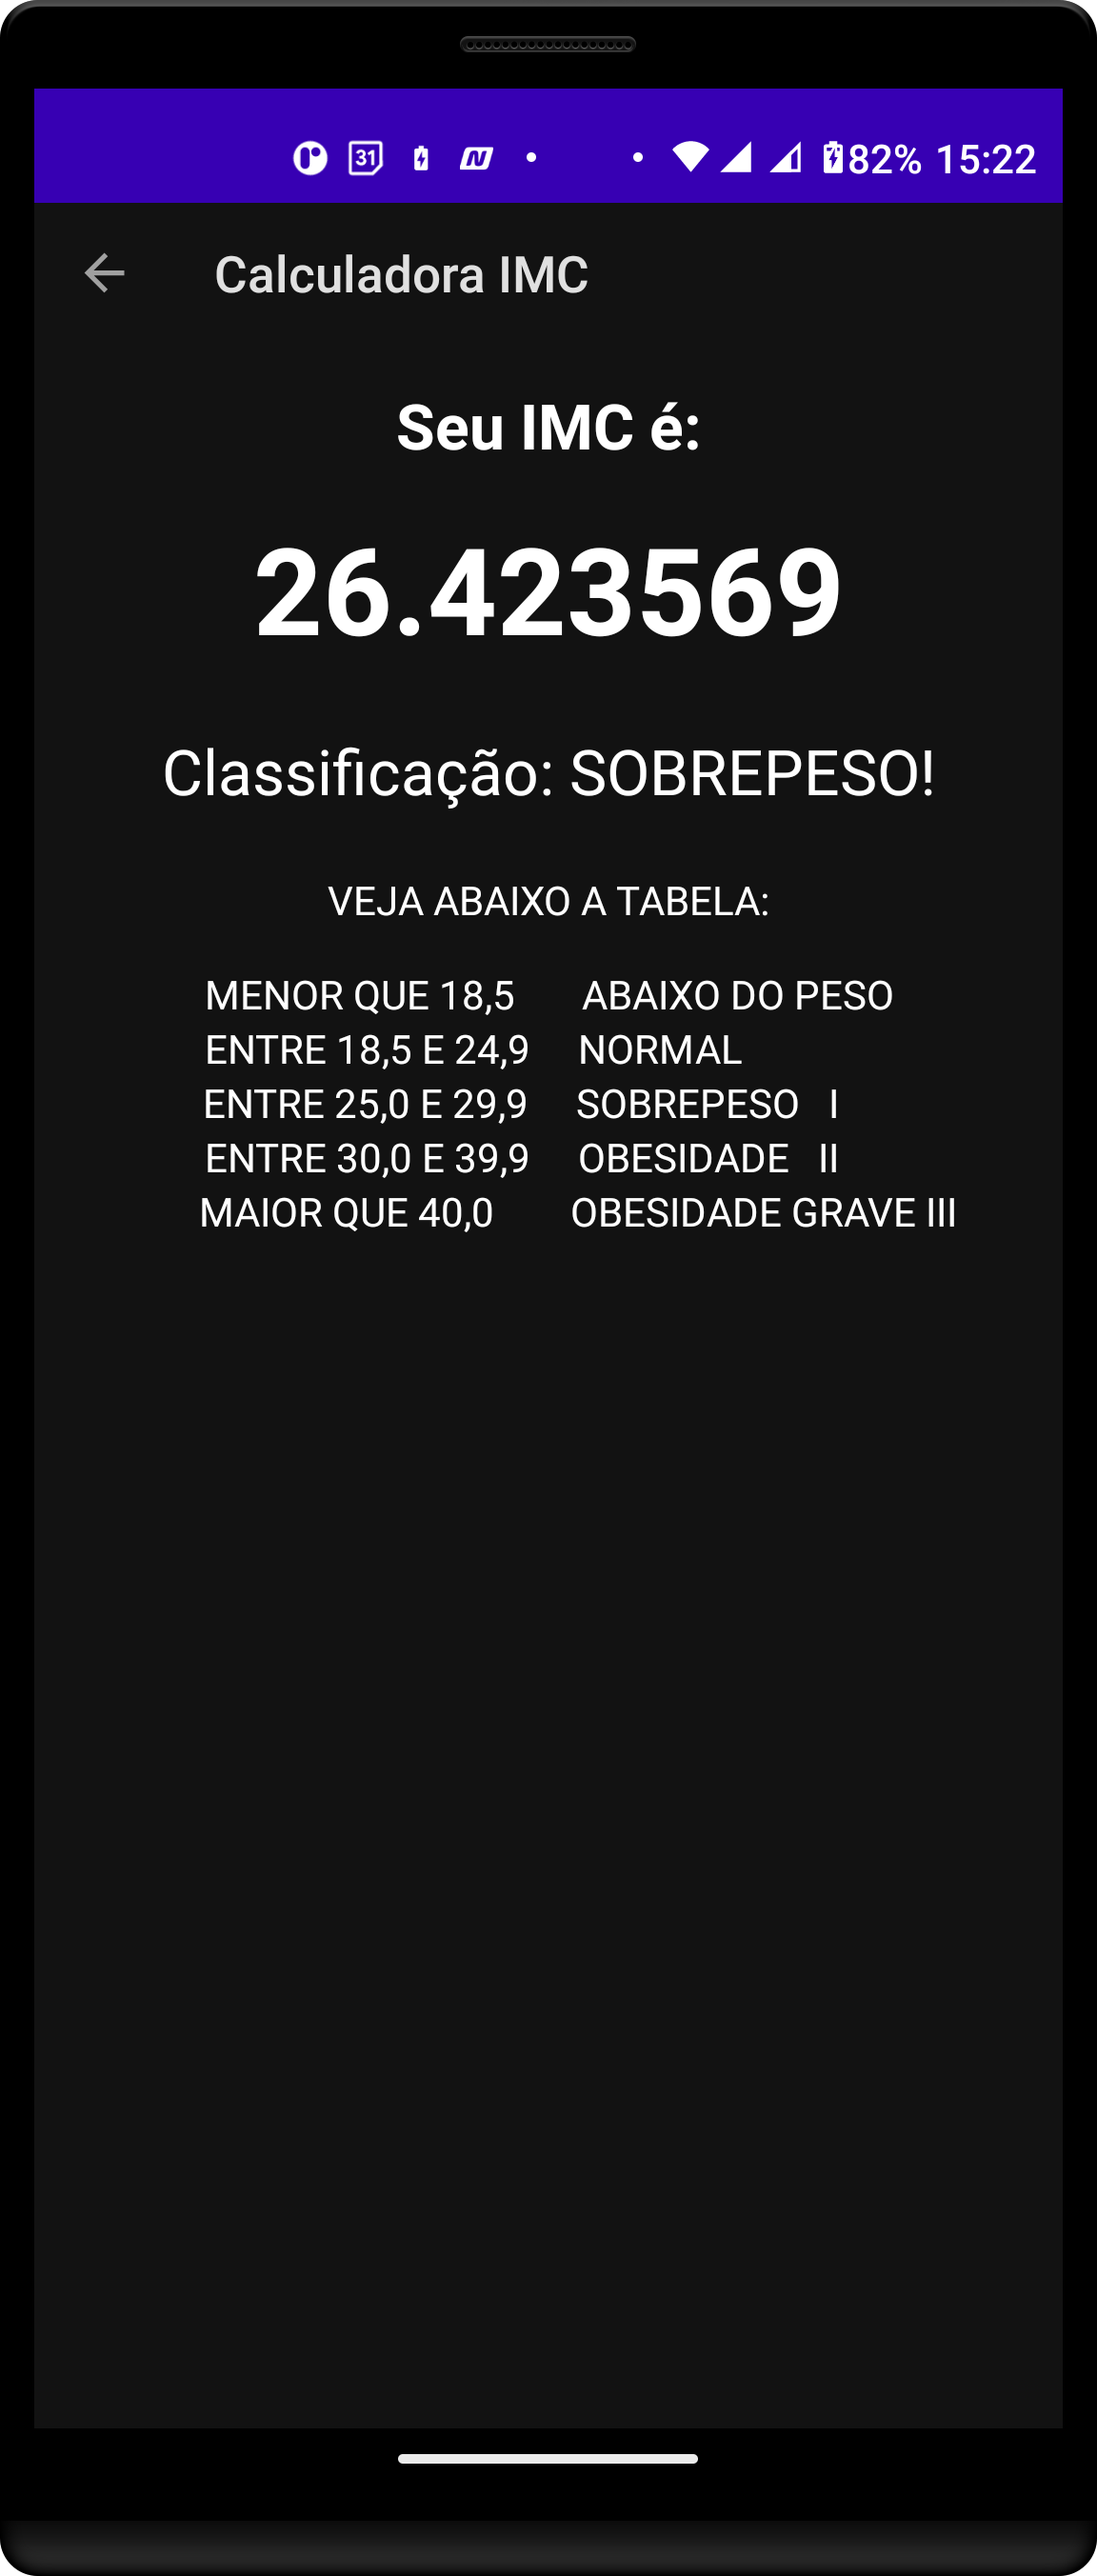 31 82% 15:22
Calculadora IMC
Seu IMC é:
26.423569
Classificação: SOBREPESO!
VEJA ABAIXO A TABELA:
MENOR QUE 18,5 ABAIXO DO PESO
ENTRE 18,5 E 24,9 NORMAL
ENTRE 25,0 E 29,9 SOBREPESO I
ENTRE 30,0 E 39,9 OBESIDADE II
MAIOR QUE 40,0 OBESIDADE GRAVE III